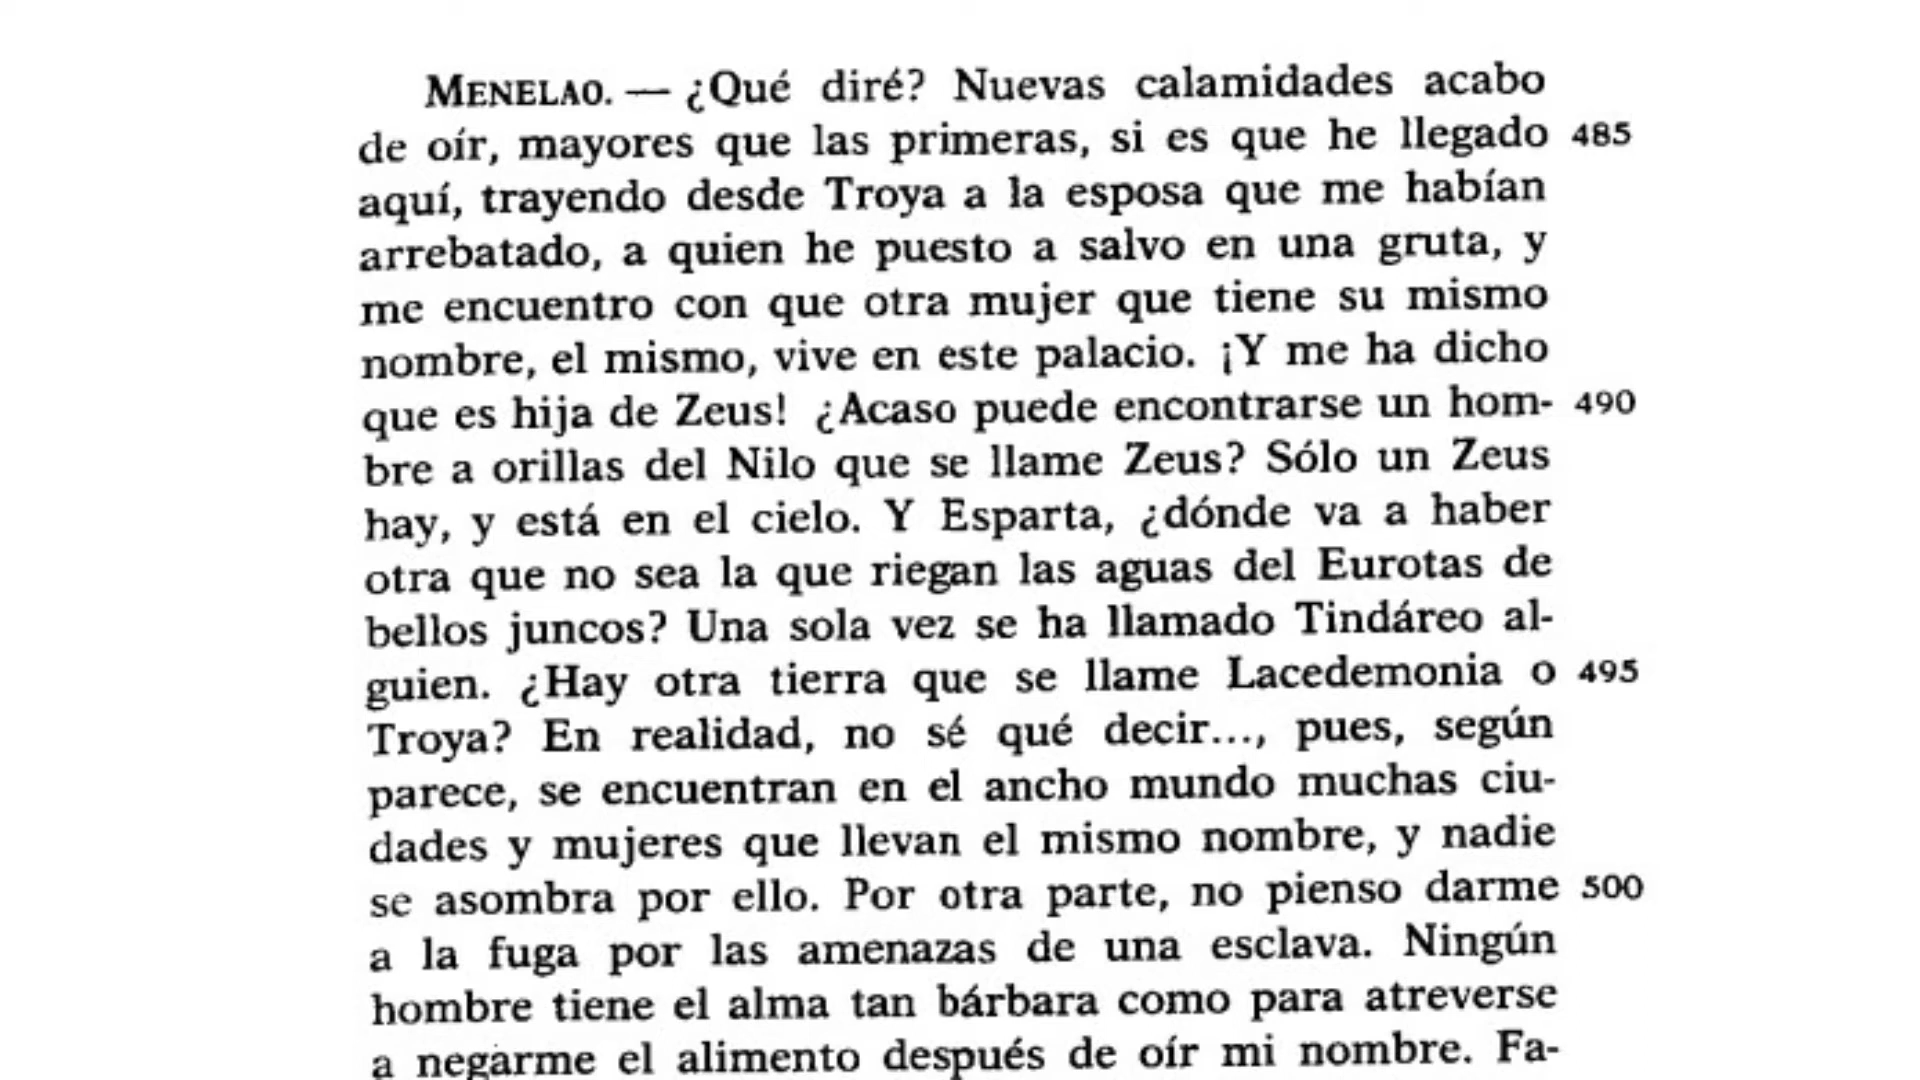 MENELAO. — ¿Qué diré? Nuevas calamidades acabo
de oír, mayores que las primeras, si es que he llegado 485
aquí, trayendo desde Troya a la esposa que me habían
arrebatado, a quien he puesto a salvo en una gruta, y
me encuentro con que otra mujer que tiene su mismo
nombre, el mismo, vive en este palacio. ¡Y me ha dicho
que es hija de Zeus! ¿Acaso puede encontrarse un hom- 490
bre a orillas del Nilo que se llame Zeus? Sólo un Zeus
hay, y está en el cielo. Y Esparta, ¿dónde va a haber
otra que no sea la que riegan las aguas del Eurotas de
bellos juncos? Una sola vez se ha llamado Tindáreo al-
guien. ¿Hay otra tierra que se llame Lacedemonia o 495
Troya? En realidad, no sé qué decir..., pues, según
parece, se encuentran en el ancho mundo muchas ciu-
dades y mujeres que llevan el mismo nombre, y nadie
se asombra por ello. Por otra parte, no pienso darme 500
a la fuga por las amenazas de una esclava. Ningún
hombre tiene el alma tan bárbara como para atreverse
a negarme el alimento después de oír mi nombre. Fa-